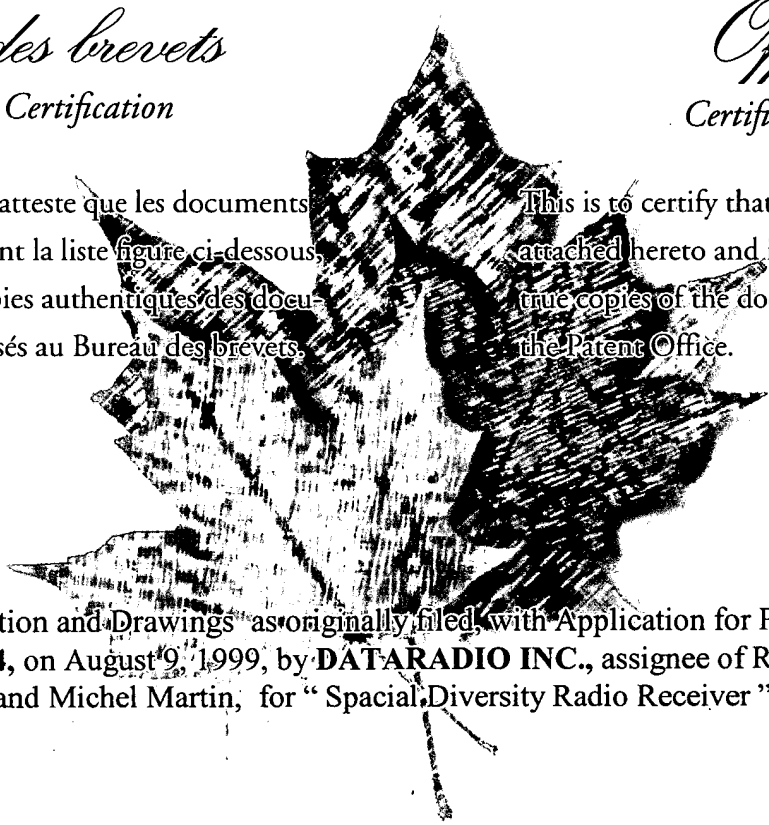 des brevets
Certification
atteste que les documents
nt la liste figure ci-dessous,
pies authentiques des docu-
sés au Bureau des brevets.
Certifi
This is to certify that
attached hereto and
true copies of the do
the Patent Office.
tion and Drawings as originally filed, with Application for P
4, on August 9, 1999, by DATARADIO INC., assignee of R
and Michel Martin, for “ Spacial Diversity Radio Receiver ”